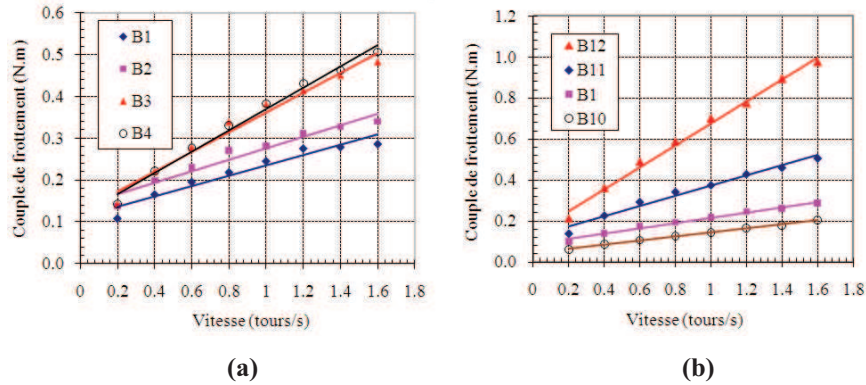 Couple de frottement (N.m)
0.6
0.5
0.4
0.3
0.2
0.1
0.0
B1
B2
B3
B4
0 0.2 0.4 0.6 0.8 1 1.2 1.4 1.6 1.8
Vitesse (tours/s)
(a)
Couple de frottement (N.m)
1.2
1.0
0.8
0.6
0.4
0.2
0.0
B12
B11
B1
B10
0 0.2 0.4 0.6 0.8 1 1.2 1.4 1.6 1.8
Vitesse (tours/s)
(b)